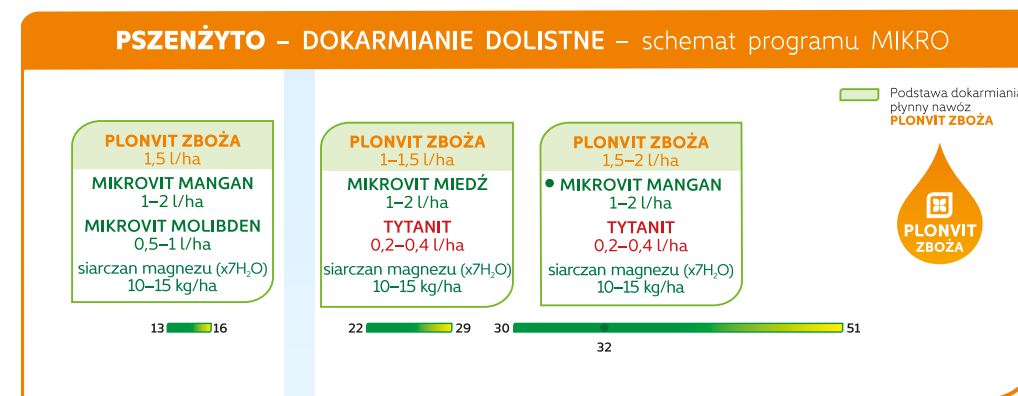 PSZENŻYTO – DOKARMIANIE DOLISTNE – schemat programu MIKRO
Podstawa dokarmiania
płynny nawóz
PLONVIT ZBOŻA
PLONVIT ZBOŻA
1,5 l/ha
MIKROVIT MANGAN
1–2 l/ha
MIKROVIT MOLIBDEN
0,5–1 l/ha
siarczan magnezu (x7H₂O)
10–15 kg/ha
PLONVIT ZBOŻA
1–1,5 l/ha
MIKROVIT MIEDŹ
1–2 l/ha
TYTANIT
0,2–0,4 l/ha
siarczan magnezu (x7H₂O)
10–15 kg/ha
PLONVIT ZBOŻA
1,5–2 l/ha
• MIKROVIT MANGAN
1–2 l/ha
TYTANIT
0,2–0,4 l/ha
siarczan magnezu (x7H₂O)
10–15 kg/ha
PLONVIT
ZBOŻA
13 16
22 29
30 51
32